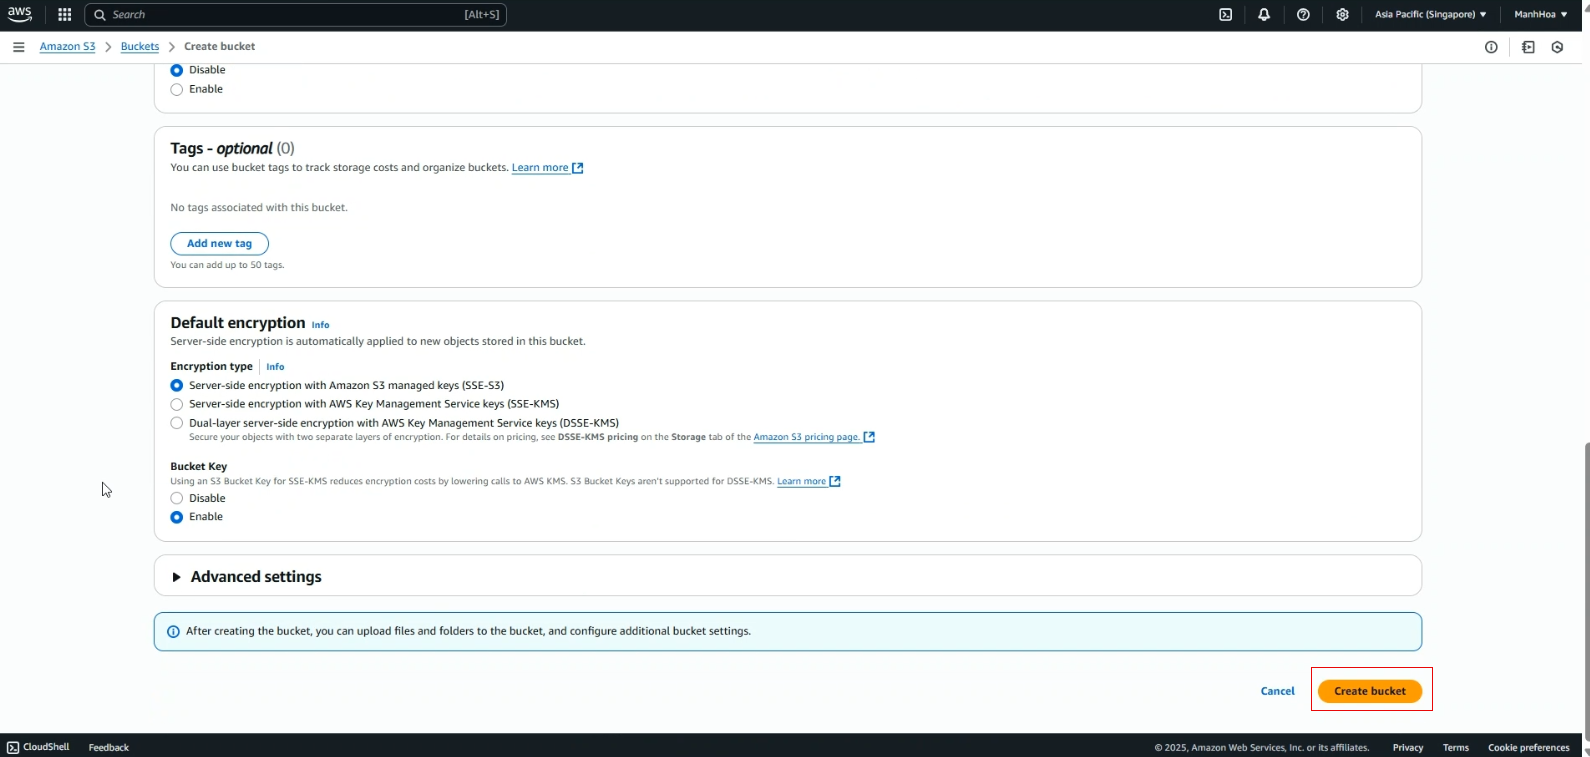 aws
Search
[Alt+S]
Asia Pacific (Singapore)
ManhHoa
Amazon S3 > Buckets > Create bucket
Disable
Enable
Tags - optional (0)
You can use bucket tags to track storage costs and organize buckets. Learn more
No tags associated with this bucket.
Add new tag
You can add up to 50 tags.
Default encryption Info
Server-side encryption is automatically applied to new objects stored in this bucket.
Encryption type Info
Server-side encryption with Amazon S3 managed keys (SSE-S3)
Server-side encryption with AWS Key Management Service keys (SSE-KMS)
Dual-layer server-side encryption with AWS Key Management Service keys (DSSE-KMS)
Secure your objects with two separate layers of encryption. For details on pricing, see DSSE-KMS pricing on the Storage tab of the Amazon S3 pricing page.
Bucket Key
Using an S3 Bucket Key for SSE-KMS reduces encryption costs by lowering calls to AWS KMS. S3 Bucket Keys aren't supported for DSSE-KMS. Learn more
Disable
Enable
Advanced settings
After creating the bucket, you can upload files and folders to the bucket, and configure additional bucket settings.
Cancel
Create bucket
CloudShell
Feedback
© 2025, Amazon Web Services, Inc. or its affiliates.
Privacy
Terms
Cookie preferences